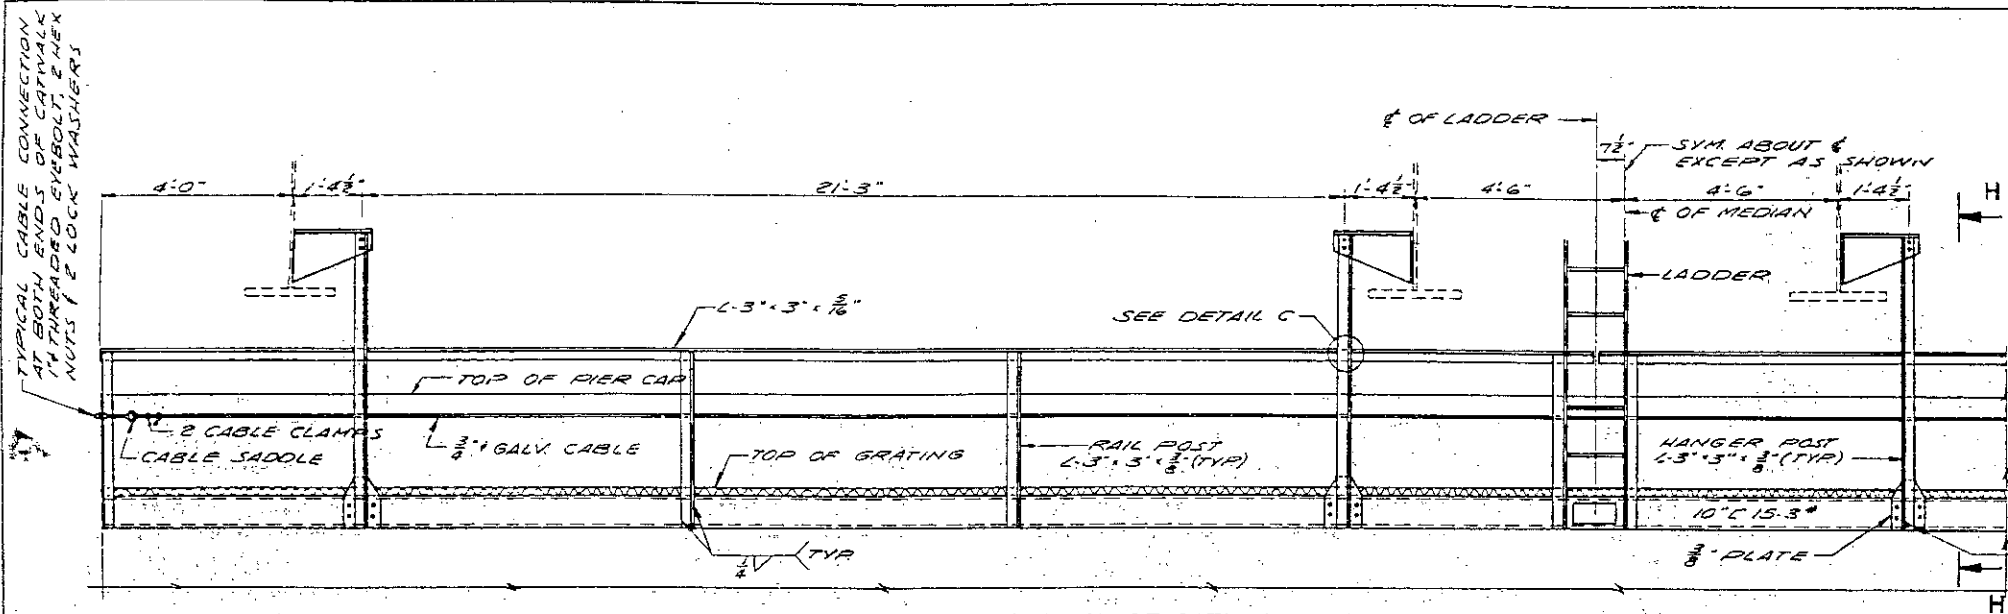 TYPICAL CABLE CONNECTION
AT BOTH ENDS OF CATWALK
1"ø THREADED EYEBOLT, 2 HEX
NUTS & 2 LOCK WASHERS
℄ OF LADDER
7½"
SYM. ABOUT ℄
EXCEPT AS SHOWN
4'-0"
1'-4½"
21'-3"
1'-4½"
4'-6"
4'-6"
1'-4½"
℄ OF MEDIAN
H
LADDER
L-3"×3"×5/16"
SEE DETAIL C
TOP OF PIER CAP
2 CABLE CLAMPS
CABLE SADDLE
3/4"ø GALV. CABLE
TOP OF GRATING
RAIL POST
L-3"×3"×3/8" (TYP)
HANGER POST
L-3"×3"×3/8" (TYP.)
10" C 15.3#
1/4
TYP.
3/8" PLATE
H